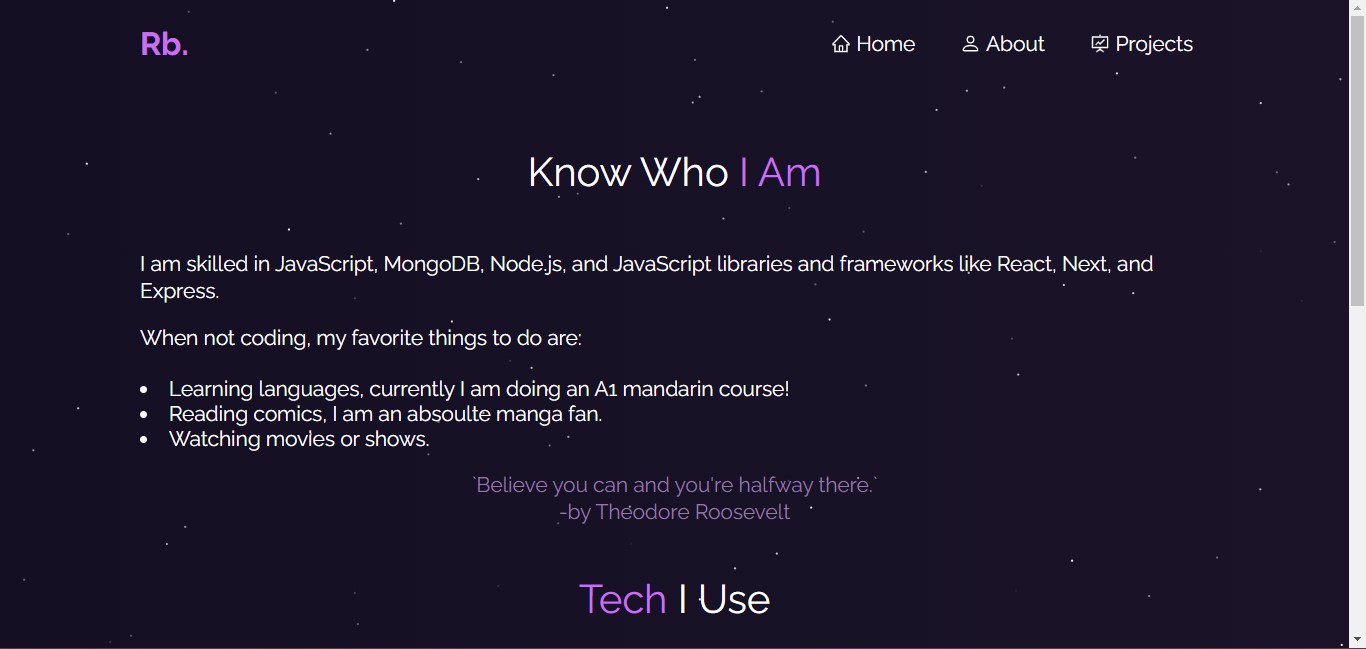 Rb.
Home About Projects
Know Who I Am
I am skilled in JavaScript, MongoDB, Node.js, and JavaScript libraries and frameworks like React, Next, and
Express.
When not coding, my favorite things to do are:
• Learning languages, currently I am doing an A1 mandarin course!
• Reading comics, I am an absoulte manga fan.
• Watching movies or shows.
`Believe you can and you're halfway there.`
-by Theodore Roosevelt
Tech I Use